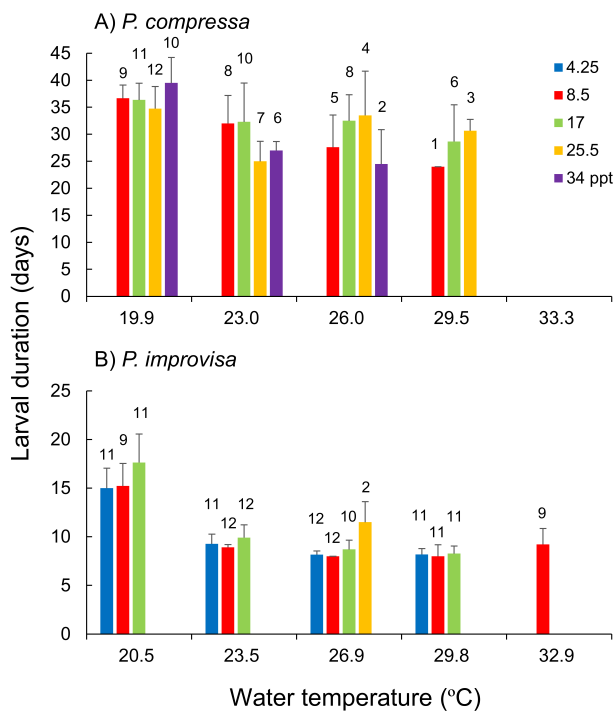 A) P. compressa
45
40
35
30
25
20
15
10
5
0
9 11 12 10
8 10 7 6
5 8 4 2
1 6 3
4.25
8.5
17
25.5
34 ppt
19.9 23.0 26.0 29.5 33.3
Larval duration (days)
B) P. improvisa
25
20
15
10
5
0
11 9 11
11 12 12
12 12 10 2
11 11 11
9
20.5 23.5 26.9 29.8 32.9
Water temperature (ºC)